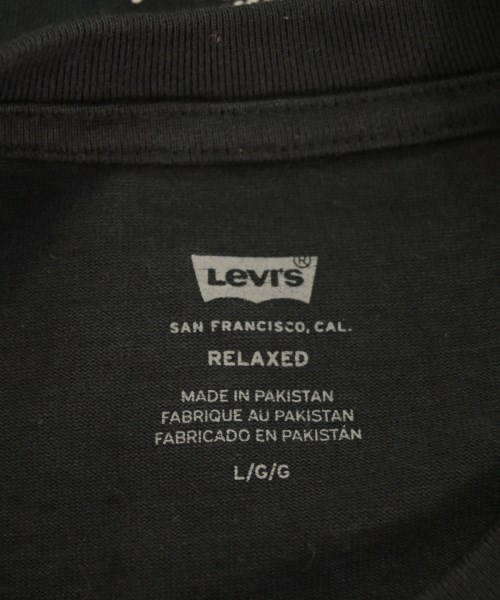 Levi's®
SAN FRANCISCO, CAL.
RELAXED
MADE IN PAKISTAN
FABRIQUE AU PAKISTAN
FABRICADO EN PAKISTÁN
L/G/G